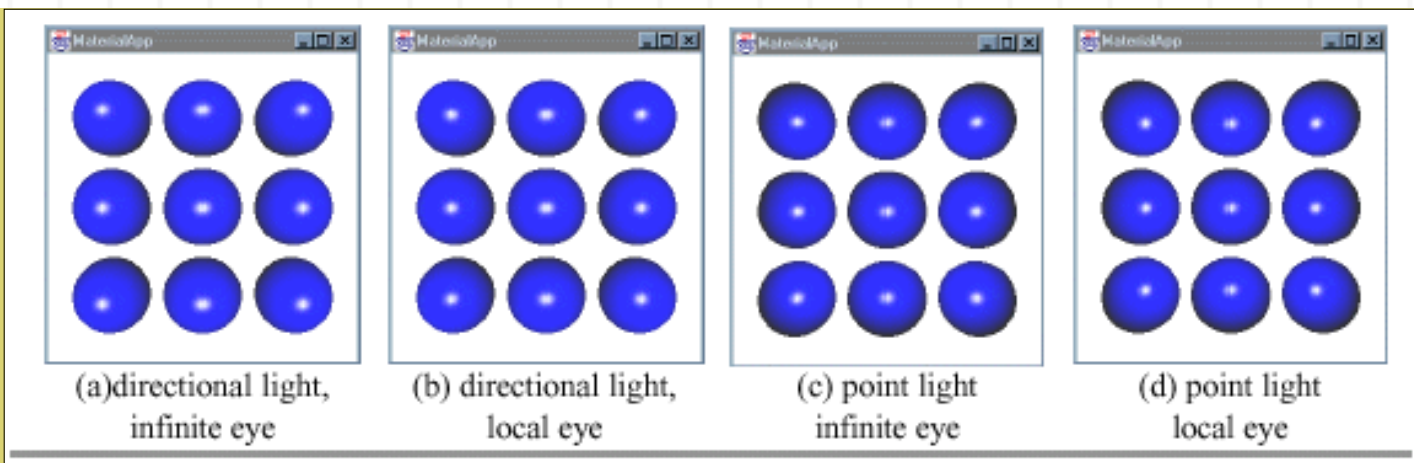 MaterialApp
MaterialApp
MaterialApp
MaterialApp
(a)directional light,
infinite eye
(b) directional light,
local eye
(c) point light
infinite eye
(d) point light
local eye